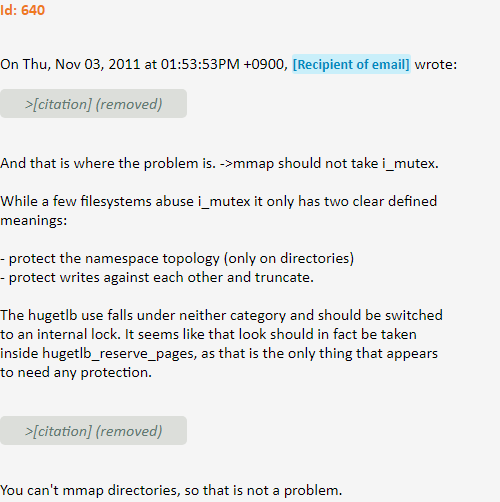 Id: 640
On Thu, Nov 03, 2011 at 01:53:53PM +0900, [Recipient of email] wrote:
>[citation] (removed)
And that is where the problem is. ->mmap should not take i_mutex.
While a few filesystems abuse i_mutex it only has two clear defined
meanings:
- protect the namespace topology (only on directories)
- protect writes against each other and truncate.
The hugetlb use falls under neither category and should be switched
to an internal lock. It seems like that look should in fact be taken
inside hugetlb_reserve_pages, as that is the only thing that appears
to need any protection.
>[citation] (removed)
You can't mmap directories, so that is not a problem.